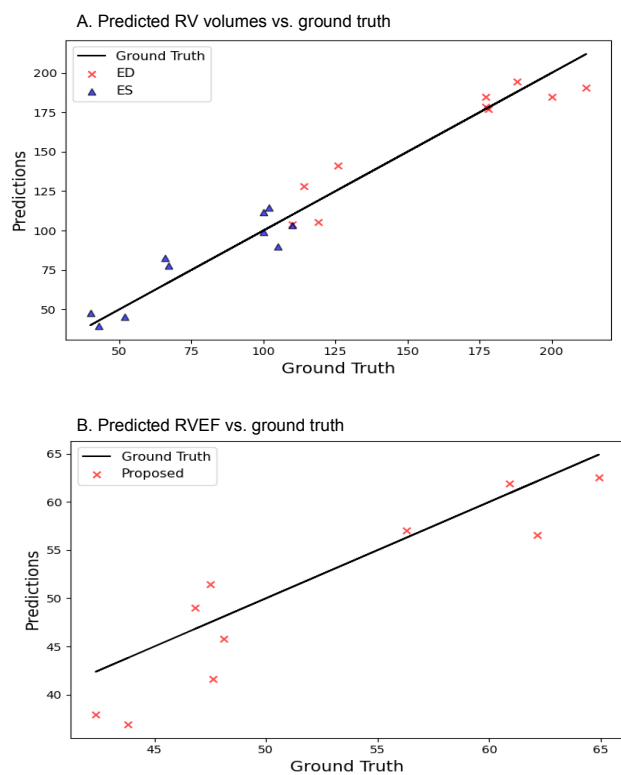 A. Predicted RV volumes vs. ground truth
Ground Truth
ED
ES
200
175
150
125
100
75
50
Predictions
50
75
100
125
150
175
200
Ground Truth
B. Predicted RVEF vs. ground truth
Ground Truth
Proposed
65
60
55
50
45
40
Predictions
45
50
55
60
65
Ground Truth